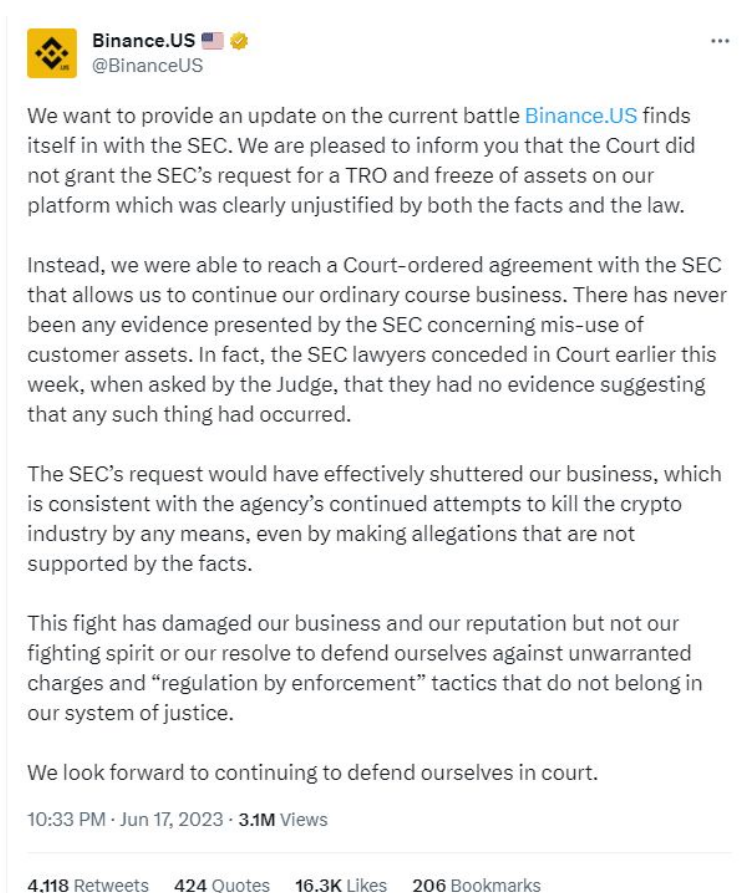 Binance.US
@BinanceUS
We want to provide an update on the current battle Binance.US finds
itself in with the SEC. We are pleased to inform you that the Court did
not grant the SEC’s request for a TRO and freeze of assets on our
platform which was clearly unjustified by both the facts and the law.
Instead, we were able to reach a Court-ordered agreement with the SEC
that allows us to continue our ordinary course business. There has never
been any evidence presented by the SEC concerning mis-use of
customer assets. In fact, the SEC lawyers conceded in Court earlier this
week, when asked by the Judge, that they had no evidence suggesting
that any such thing had occurred.
The SEC’s request would have effectively shuttered our business, which
is consistent with the agency’s continued attempts to kill the crypto
industry by any means, even by making allegations that are not
supported by the facts.
This fight has damaged our business and our reputation but not our
fighting spirit or our resolve to defend ourselves against unwarranted
charges and “regulation by enforcement” tactics that do not belong in
our system of justice.
We look forward to continuing to defend ourselves in court.
10:33 PM · Jun 17, 2023 · 3.1M Views
4,118 Retweets 424 Quotes 16.3K Likes 206 Bookmarks